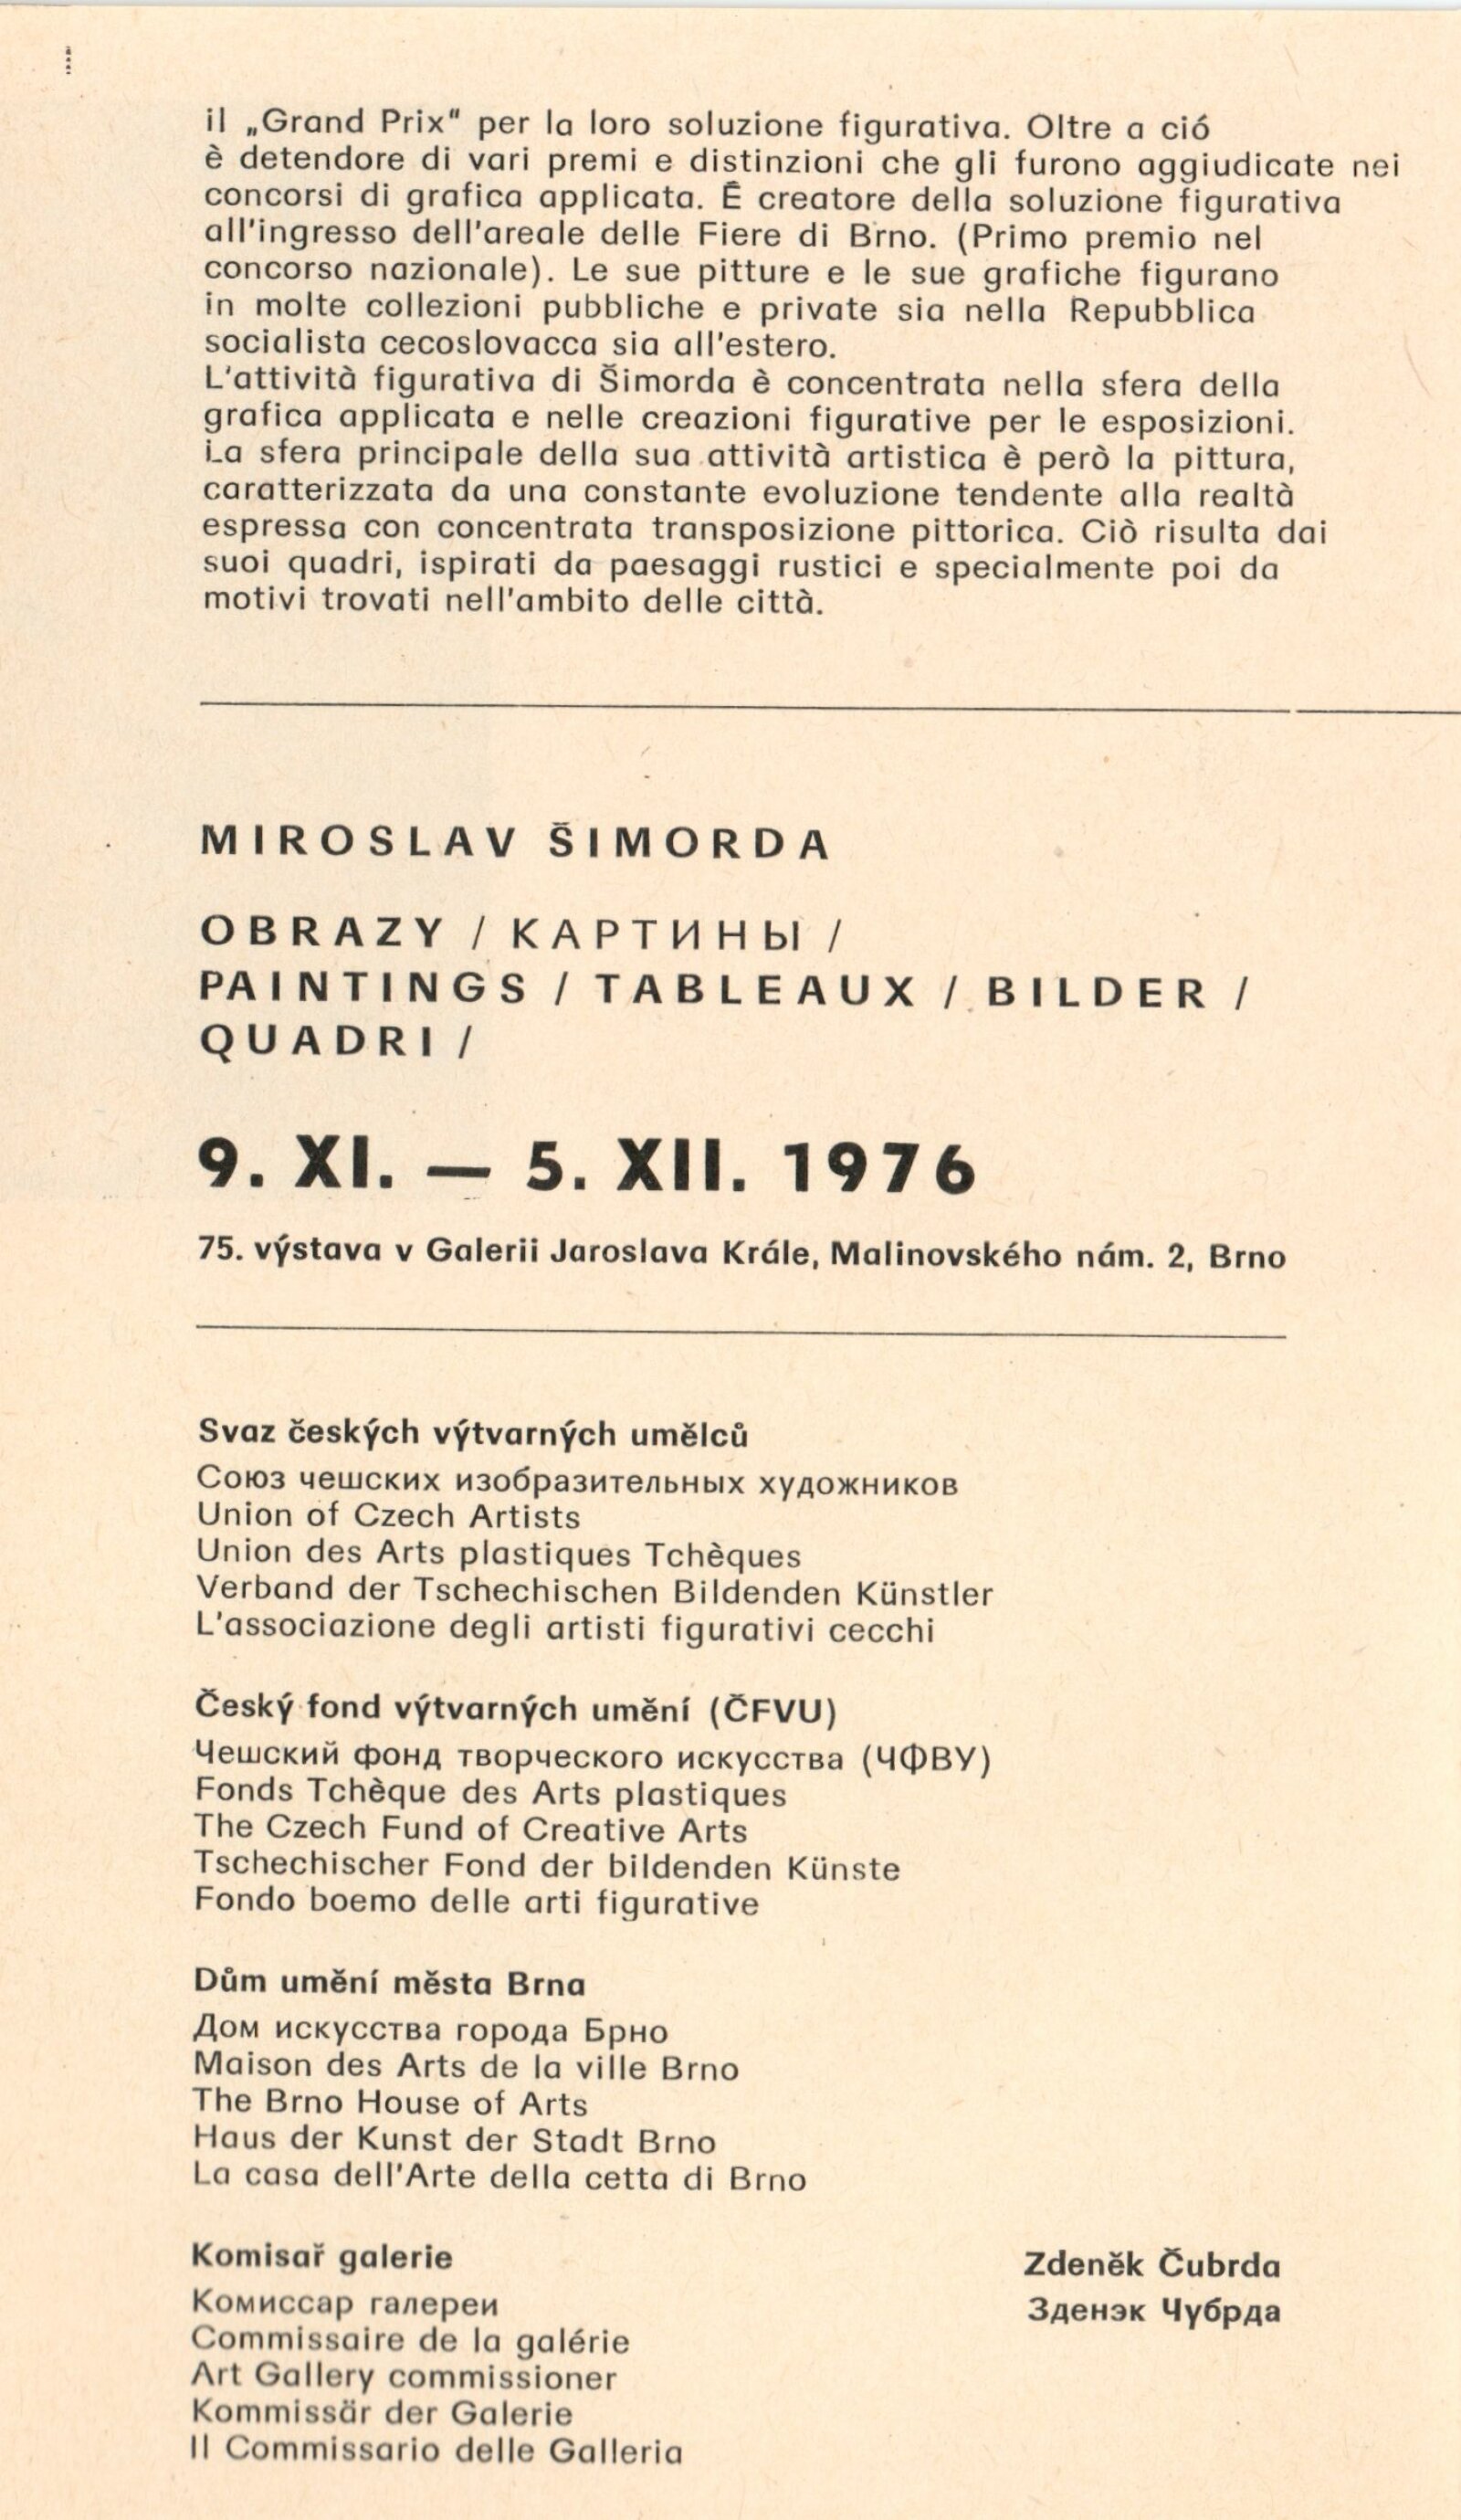 il „Grand Prix“ per la loro soluzione figurativa. Oltre a ció
è detendore di vari premi e distinzioni che gli furono aggiudicate nei
concorsi di grafica applicata. É creatore della soluzione figurativa
all'ingresso dell'areale delle Fiere di Brno. (Primo premio nel
concorso nazionale). Le sue pitture e le sue grafiche figurano
in molte collezioni pubbliche e private sia nella Repubblica
socialista cecoslovacca sia all'estero.
L'attività figurativa di Šimorda è concentrata nella sfera della
grafica applicata e nelle creazioni figurative per le esposizioni.
La sfera principale della sua attività artistica è però la pittura,
caratterizzata da una constante evoluzione tendente alla realtà
espressa con concentrata transposizione pittorica. Ciò risulta dai
suoi quadri, ispirati da paesaggi rustici e specialmente poi da
motivi trovati nell'ambito delle città.
MIROSLAV ŠIMORDA
OBRAZY / КАРТИНЫ /
PAINTINGS / TABLEAUX / BILDER /
QUADRI /
9. XI. — 5. XII. 1976
75. výstava v Galerii Jaroslava Krále, Malinovského nám. 2, Brno
Svaz českých výtvarných umělců
Союз чешских изобразительных художников
Union of Czech Artists
Union des Arts plastiques Tchèques
Verband der Tschechischen Bildenden Künstler
L'associazione degli artisti figurativi cecchi
Český fond výtvarných umění (ČFVU)
Чешский фонд творческого искусства (ЧФВУ)
Fonds Tchèque des Arts plastiques
The Czech Fund of Creative Arts
Tschechischer Fond der bildenden Künste
Fondo boemo delle arti figurative
Dům umění města Brna
Дом искусства города Брно
Maison des Arts de la ville Brno
The Brno House of Arts
Haus der Kunst der Stadt Brno
La casa dell'Arte della cetta di Brno
Komisař galerie Zdeněk Čubrda
Комиссар галереи Зденэк Чубрда
Commissaire de la galérie
Art Gallery commissioner
Kommissär der Galerie
Il Commissario delle Galleria